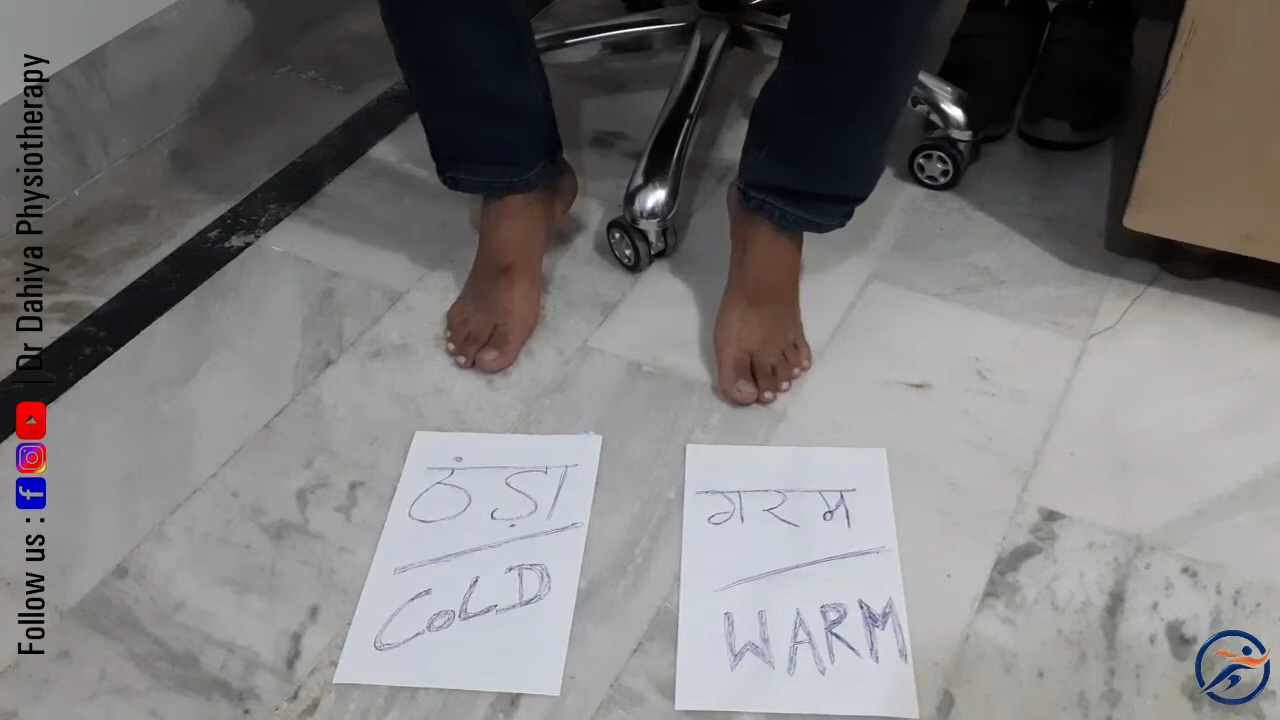 ठंडा
COLD
गरम
WARM
Follow us : | Dr Dahiya Physiotherapy